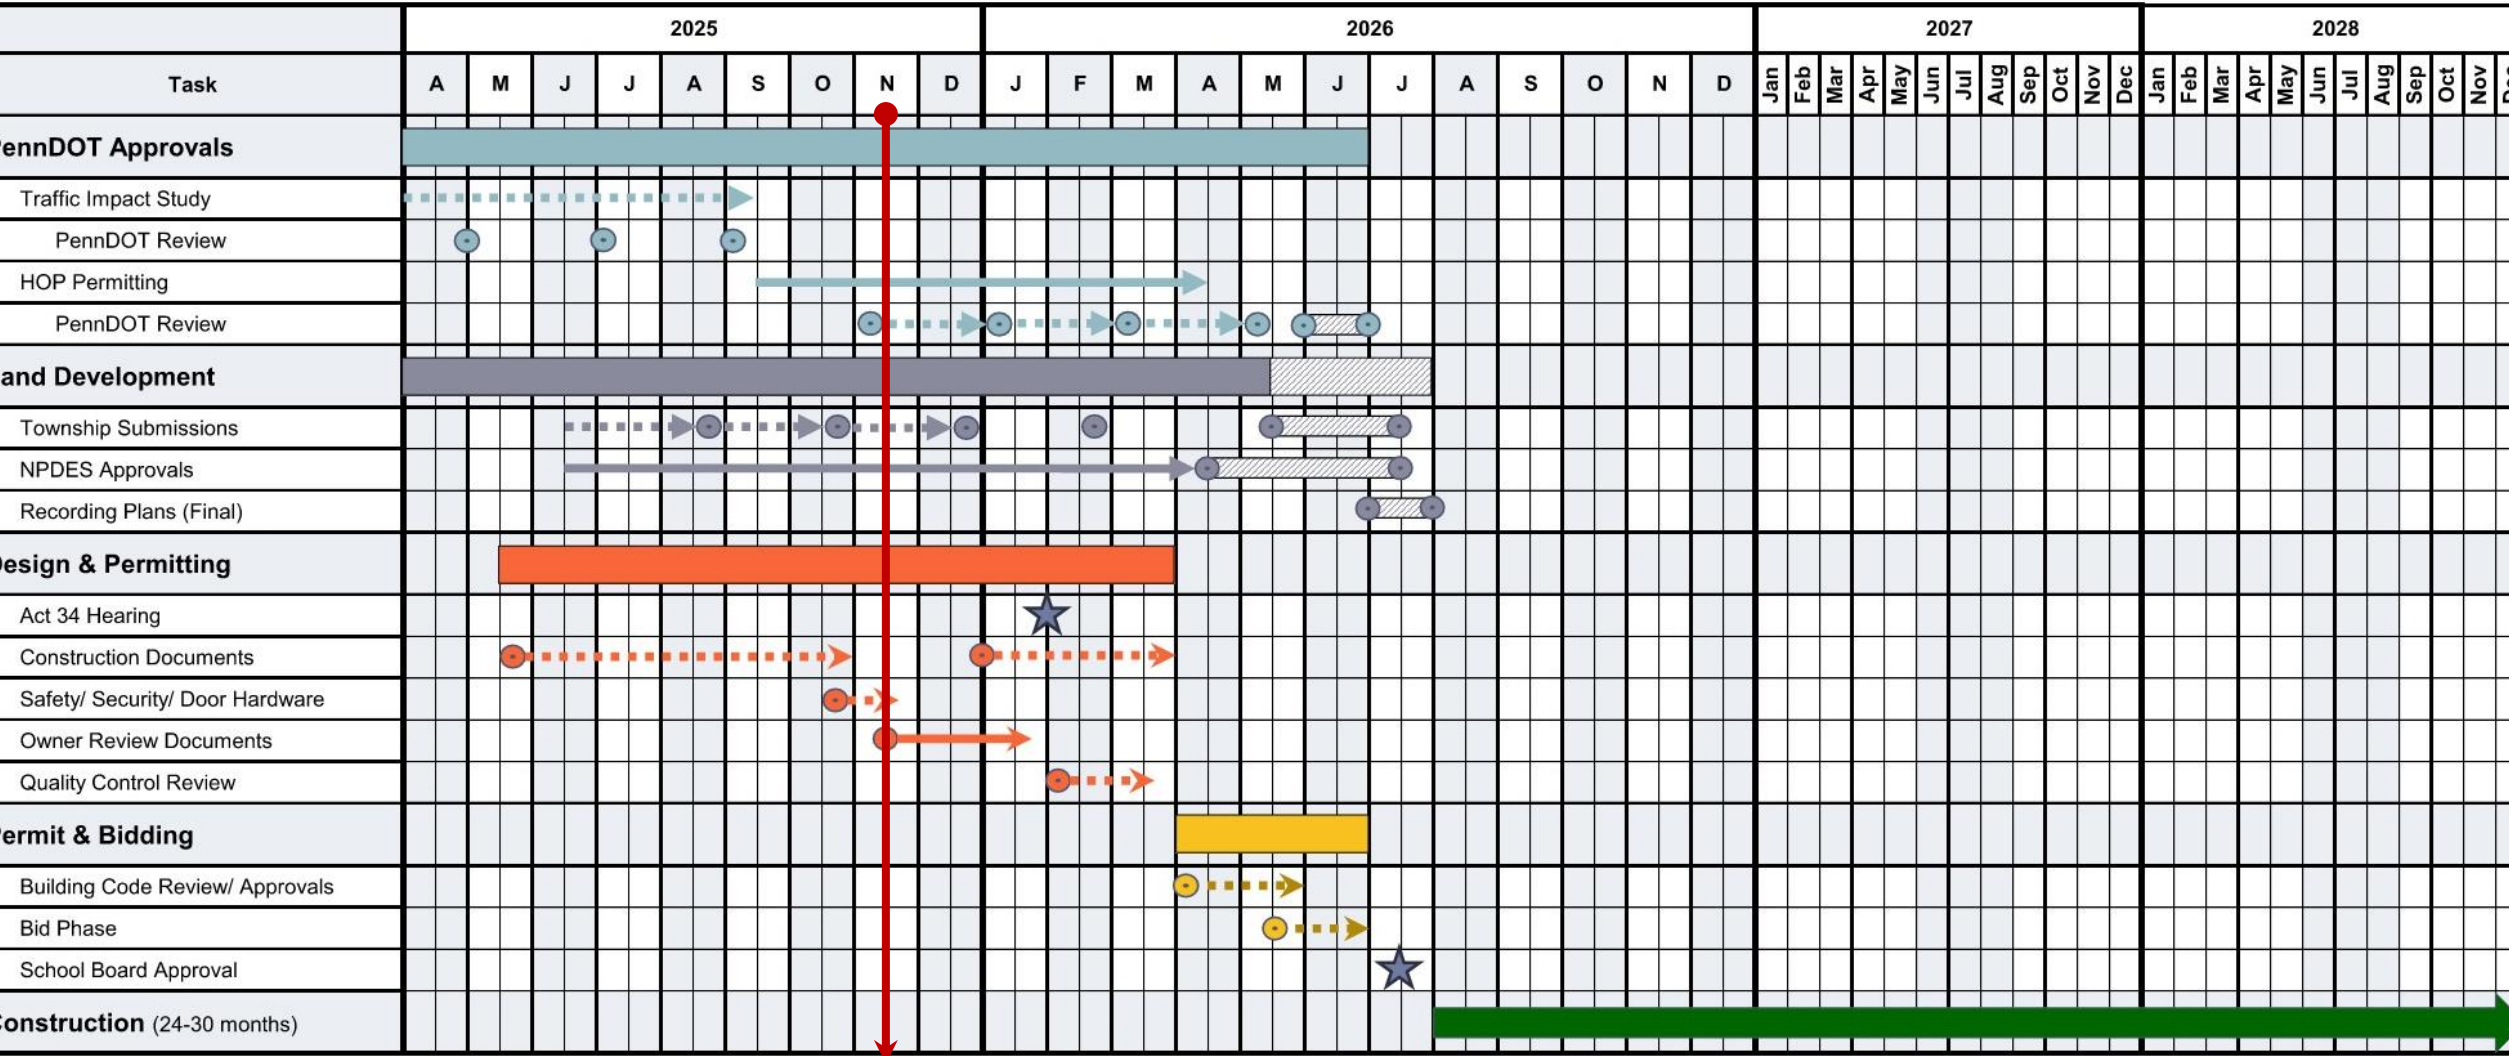 2025 2026 2027 2028
Task A M J J A S O N D J F M A M J J A S O N D Jan Feb Mar Apr May Jun Jul Aug Sep Oct Nov Dec Jan Feb Mar Apr May Jun Jul Aug Sep Oct Nov
ennDOT Approvals
Traffic Impact Study
PennDOT Review
HOP Permitting
PennDOT Review
and Development
Township Submissions
NPDES Approvals
Recording Plans (Final)
esign & Permitting
Act 34 Hearing
Construction Documents
Safety/ Security/ Door Hardware
Owner Review Documents
Quality Control Review
ermit & Bidding
Building Code Review/ Approvals
Bid Phase
School Board Approval
onstruction (24-30 months)